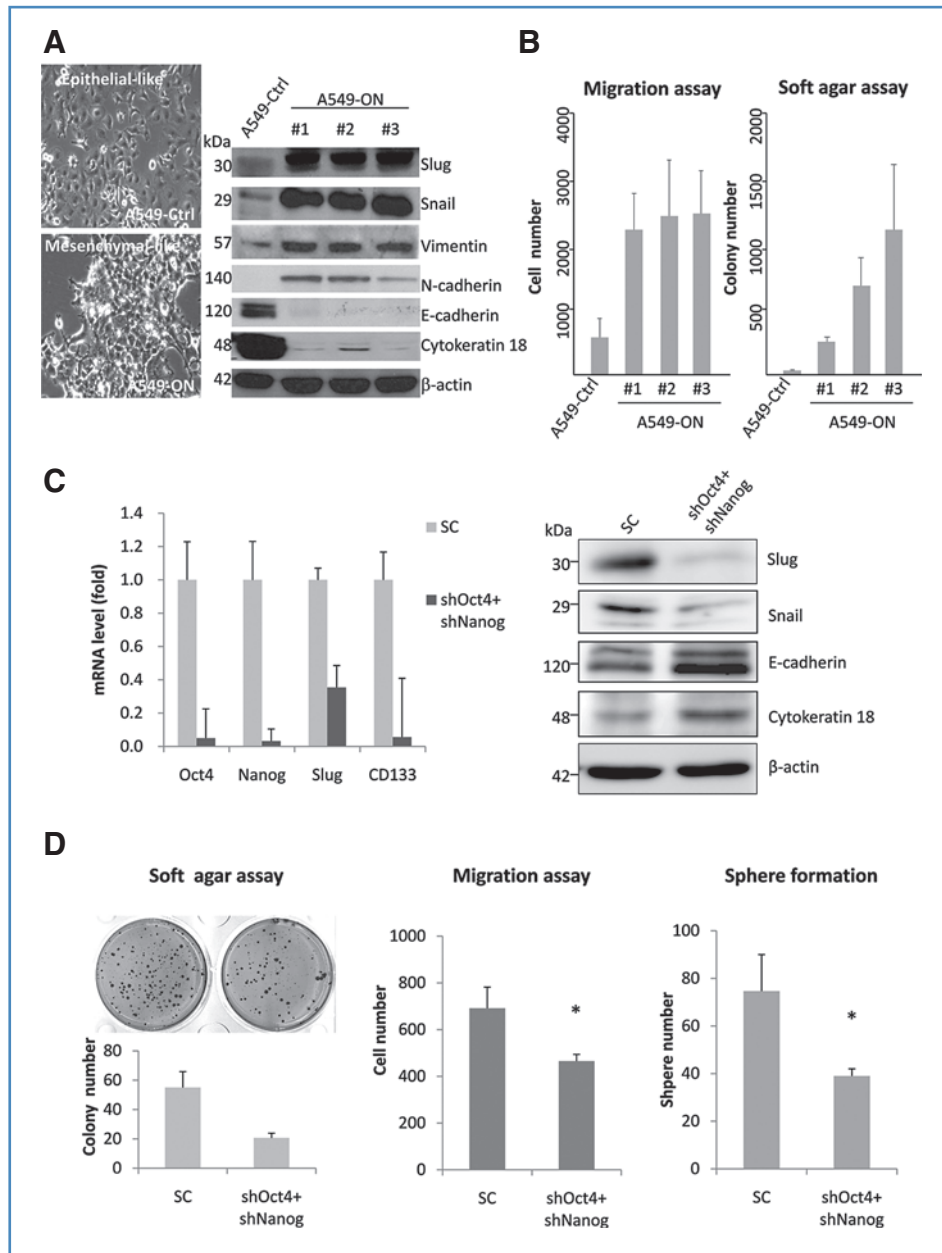 A
Epithelial-like
A549-Ctrl
Mesenchymal-like
A549-ON
A549-Ctrl
A549-ON
#1 #2 #3
kDa
30 Slug
29 Snail
57 Vimentin
140 N-cadherin
120 E-cadherin
48 Cytokeratin 18
42 β-actin
B
Migration assay
Cell number
4000
3000
2000
1000
A549-Ctrl
#1 #2 #3
A549-ON
Soft agar assay
Colony number
2000
1500
1000
500
A549-Ctrl
#1 #2 #3
A549-ON
C
mRNA level (fold)
1.4
1.2
1.0
0.8
0.6
0.4
0.2
0.0
Oct4 Nanog Slug CD133
SC
shOct4+
shNanog
kDa
SC
shOct4+
shNanog
30 Slug
29 Snail
120 E-cadherin
48 Cytokeratin 18
42 β-actin
D
Soft agar assay
Colony number
80
60
40
20
0
SC shOct4+
shNanog
Migration assay
Cell number
1000
800
600
400
200
0
*
SC shOct4+
shNanog
Sphere formation
Shpere number
100
80
60
40
20
0
*
SC shOct4+
shNanog